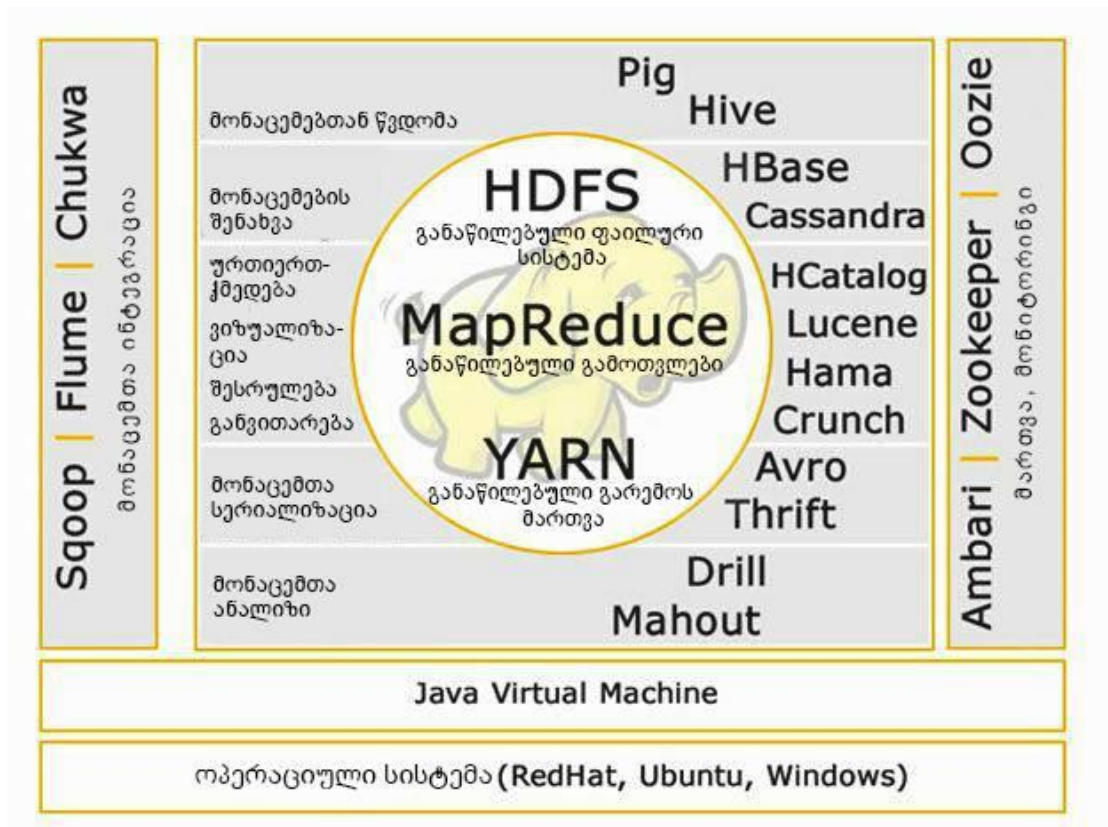 Sqoop | Flume | Chukwa
მონაცემთა ინტეგრაცია
მონაცემებთან წვდომა
Pig
Hive
მონაცემების
შენახვა
HBase
Cassandra
ურთიერთ-
ქმედება
ვიზუალიზა-
ცია
შესრულება
განვითარება
HCatalog
Lucene
Hama
Crunch
მონაცემთა
სერიალიზაცია
Avro
Thrift
მონაცემთა
ანალიზი
Drill
Mahout
HDFS
განაწილებული ფაილური
სისტემა
MapReduce
განაწილებული გამოთვლები
YARN
განაწილებული გარემოს
მართვა
Ambari | Zookeeper | Oozie
მართვა, მონიტორინგი
Java Virtual Machine
ოპერაციული სისტემა (RedHat, Ubuntu, Windows)